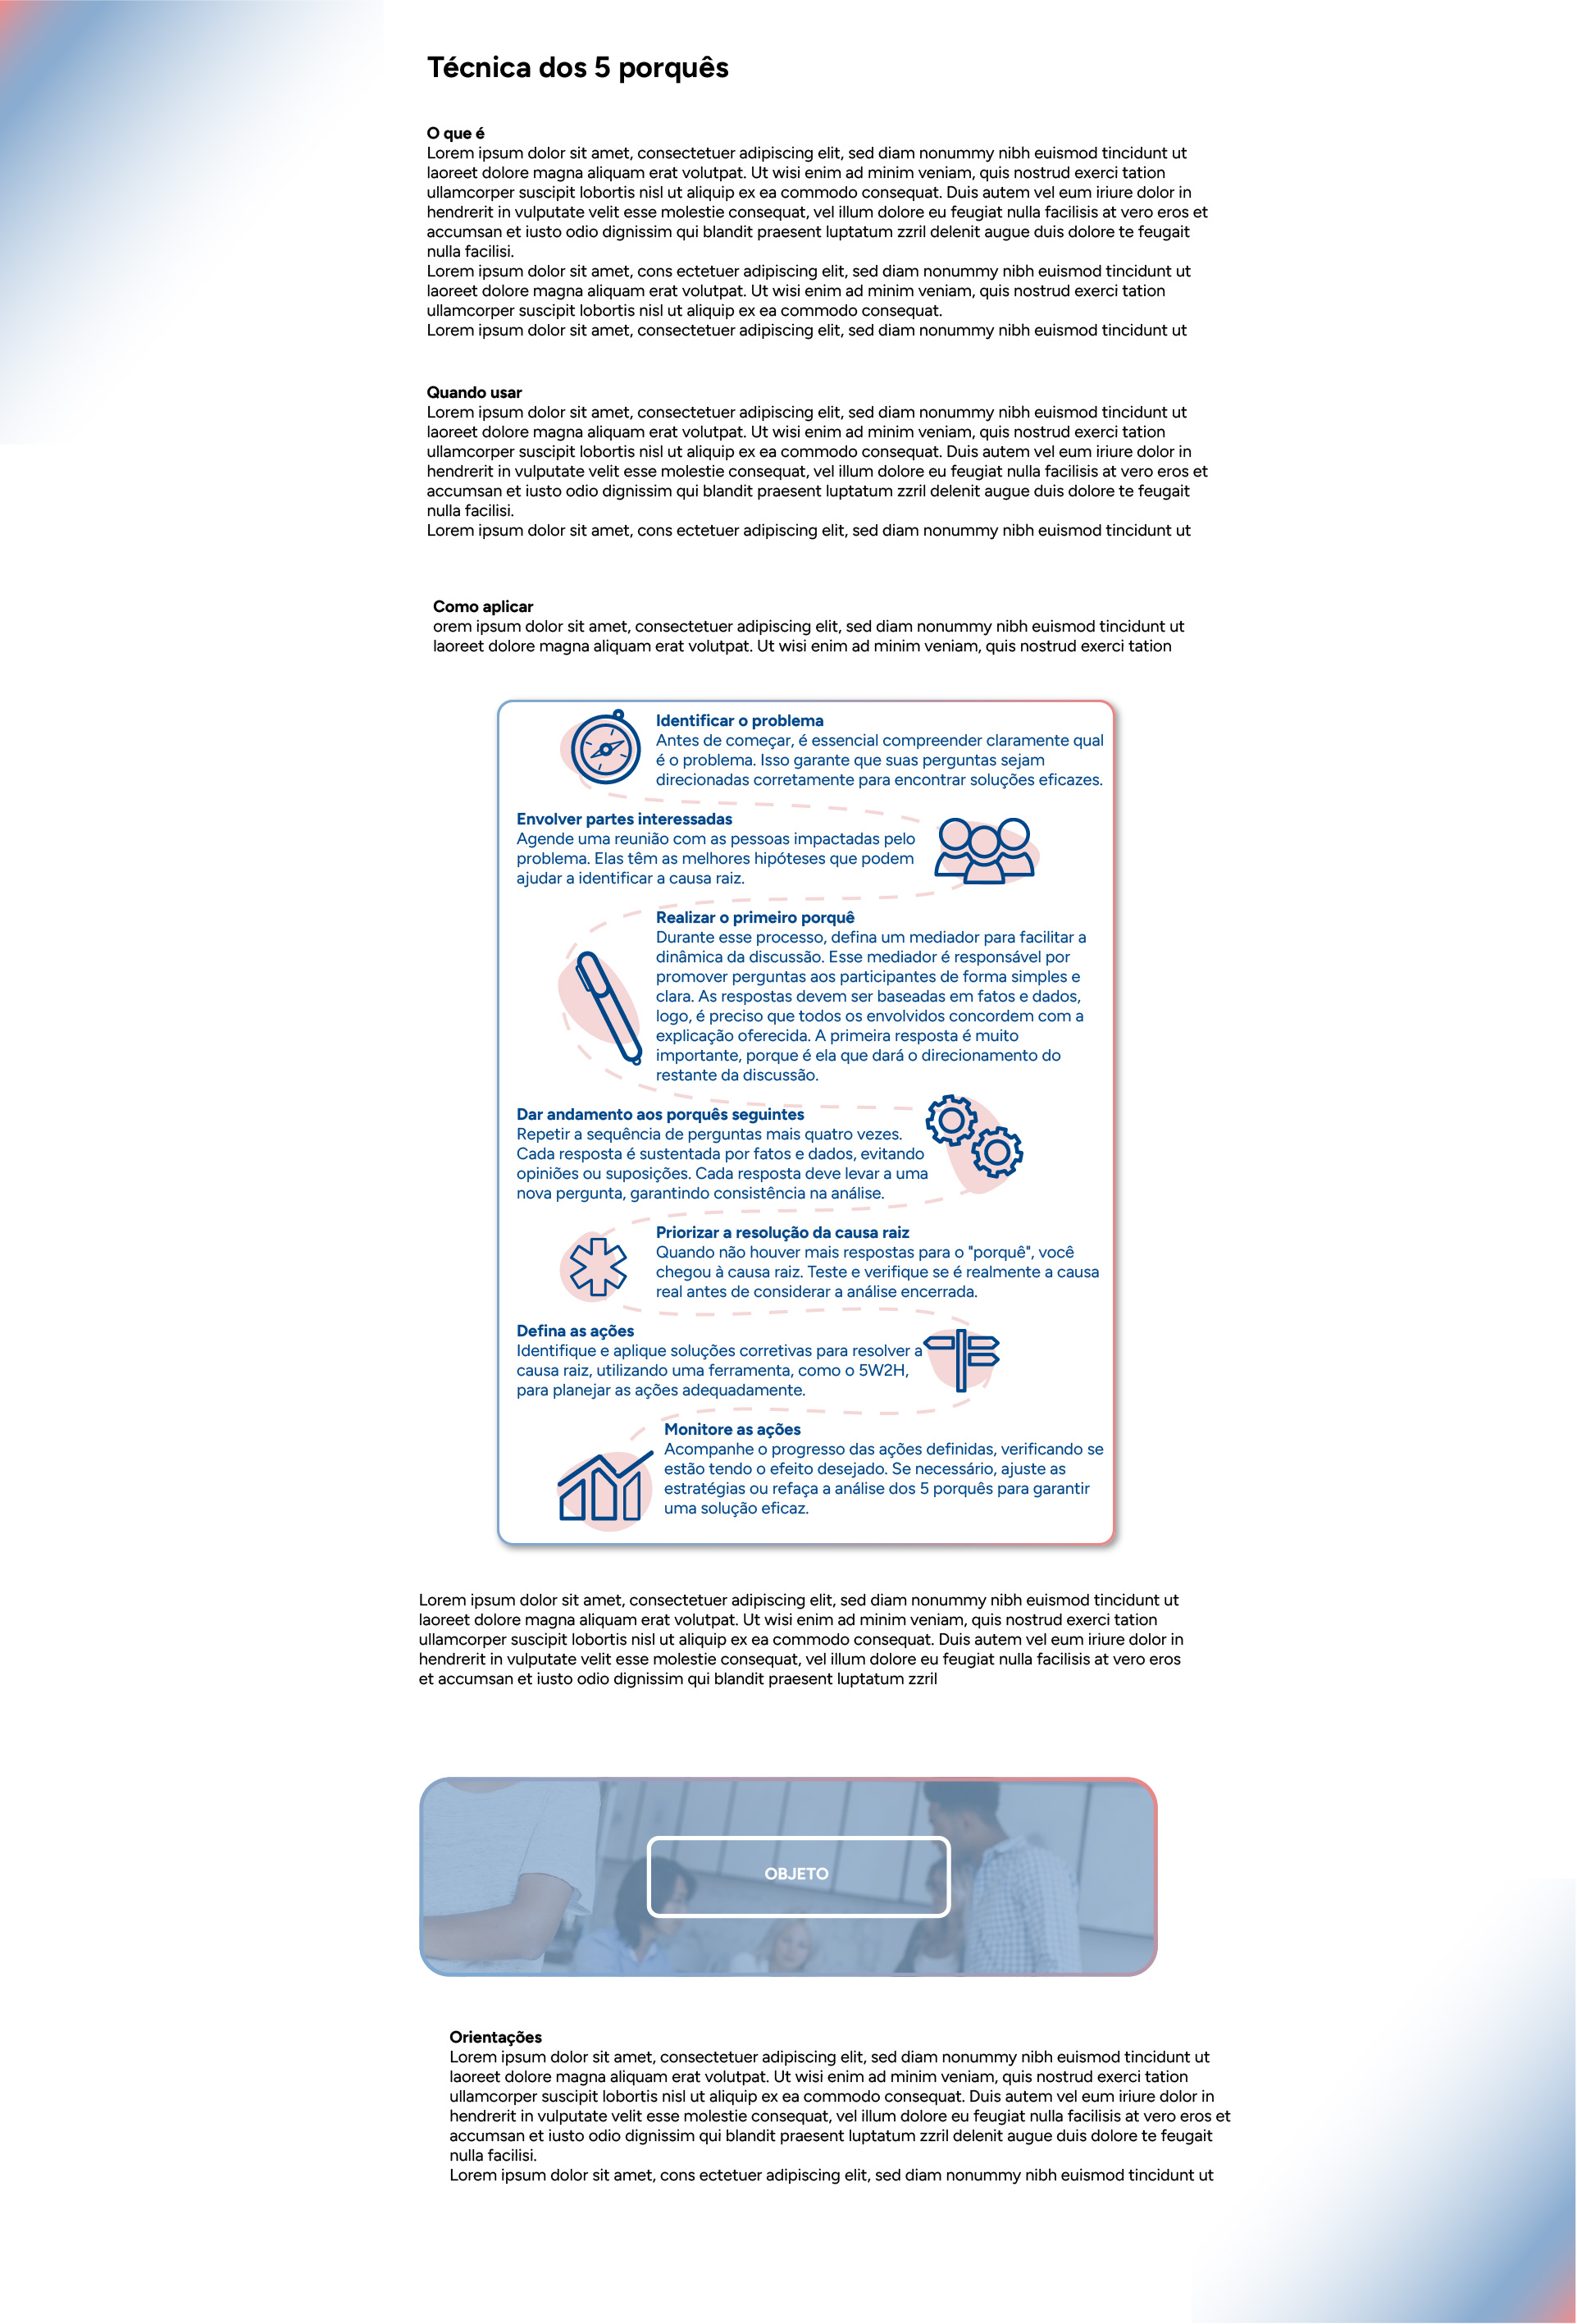 Técnica dos 5 porquês
O que é
Lorem ipsum dolor sit amet, consectetuer adipiscing elit, sed diam nonummy nibh euismod tincidunt ut
laoreet dolore magna aliquam erat volutpat. Ut wisi enim ad minim veniam, quis nostrud exerci tation
ullamcorper suscipit lobortis nisl ut aliquip ex ea commodo consequat. Duis autem vel eum iriure dolor in
hendrerit in vulputate velit esse molestie consequat, vel illum dolore eu feugiat nulla facilisis at vero eros et
accumsan et iusto odio dignissim qui blandit praesent luptatum zzril delenit augue duis dolore te feugait
nulla facilisi.
Lorem ipsum dolor sit amet, cons ectetuer adipiscing elit, sed diam nonummy nibh euismod tincidunt ut
laoreet dolore magna aliquam erat volutpat. Ut wisi enim ad minim veniam, quis nostrud exerci tation
ullamcorper suscipit lobortis nisl ut aliquip ex ea commodo consequat.
Lorem ipsum dolor sit amet, consectetuer adipiscing elit, sed diam nonummy nibh euismod tincidunt ut
Quando usar
Lorem ipsum dolor sit amet, consectetuer adipiscing elit, sed diam nonummy nibh euismod tincidunt ut
laoreet dolore magna aliquam erat volutpat. Ut wisi enim ad minim veniam, quis nostrud exerci tation
ullamcorper suscipit lobortis nisl ut aliquip ex ea commodo consequat. Duis autem vel eum iriure dolor in
hendrerit in vulputate velit esse molestie consequat, vel illum dolore eu feugiat nulla facilisis at vero eros et
accumsan et iusto odio dignissim qui blandit praesent luptatum zzril delenit augue duis dolore te feugait
nulla facilisi.
Lorem ipsum dolor sit amet, cons ectetuer adipiscing elit, sed diam nonummy nibh euismod tincidunt ut
Como aplicar
orem ipsum dolor sit amet, consectetuer adipiscing elit, sed diam nonummy nibh euismod tincidunt ut
laoreet dolore magna aliquam erat volutpat. Ut wisi enim ad minim veniam, quis nostrud exerci tation
Identificar o problema
Antes de começar, é essencial compreender claramente qual
é o problema. Isso garante que suas perguntas sejam
direcionadas corretamente para encontrar soluções eficazes.
Envolver partes interessadas
Agende uma reunião com as pessoas impactadas pelo
problema. Elas têm as melhores hipóteses que podem
ajudar a identificar a causa raiz.
Realizar o primeiro porquê
Durante esse processo, defina um mediador para facilitar a
dinâmica da discussão. Esse mediador é responsável por
promover perguntas aos participantes de forma simples e
clara. As respostas devem ser baseadas em fatos e dados,
logo, é preciso que todos os envolvidos concordem com a
explicação oferecida. A primeira resposta é muito
importante, porque é ela que dará o direcionamento do
restante da discussão.
Dar andamento aos porquês seguintes
Repetir a sequência de perguntas mais quatro vezes.
Cada resposta é sustentada por fatos e dados, evitando
opiniões ou suposições. Cada resposta deve levar a uma
nova pergunta, garantindo consistência na análise.
Priorizar a resolução da causa raiz
Quando não houver mais respostas para o "porquê", você
chegou à causa raiz. Teste e verifique se é realmente a causa
real antes de considerar a análise encerrada.
Defina as ações
Identifique e aplique soluções corretivas para resolver a
causa raiz, utilizando uma ferramenta, como o 5W2H,
para planejar as ações adequadamente.
Monitore as ações
Acompanhe o progresso das ações definidas, verificando se
estão tendo o efeito desejado. Se necessário, ajuste as
estratégias ou refaça a análise dos 5 porquês para garantir
uma solução eficaz.
Lorem ipsum dolor sit amet, consectetuer adipiscing elit, sed diam nonummy nibh euismod tincidunt ut
laoreet dolore magna aliquam erat volutpat. Ut wisi enim ad minim veniam, quis nostrud exerci tation
ullamcorper suscipit lobortis nisl ut aliquip ex ea commodo consequat. Duis autem vel eum iriure dolor in
hendrerit in vulputate velit esse molestie consequat, vel illum dolore eu feugiat nulla facilisis at vero eros
et accumsan et iusto odio dignissim qui blandit praesent luptatum zzril
OBJETO
Orientações
Lorem ipsum dolor sit amet, consectetuer adipiscing elit, sed diam nonummy nibh euismod tincidunt ut
laoreet dolore magna aliquam erat volutpat. Ut wisi enim ad minim veniam, quis nostrud exerci tation
ullamcorper suscipit lobortis nisl ut aliquip ex ea commodo consequat. Duis autem vel eum iriure dolor in
hendrerit in vulputate velit esse molestie consequat, vel illum dolore eu feugiat nulla facilisis at vero eros et
accumsan et iusto odio dignissim qui blandit praesent luptatum zzril delenit augue duis dolore te feugait
nulla facilisi.
Lorem ipsum dolor sit amet, cons ectetuer adipiscing elit, sed diam nonummy nibh euismod tincidunt ut